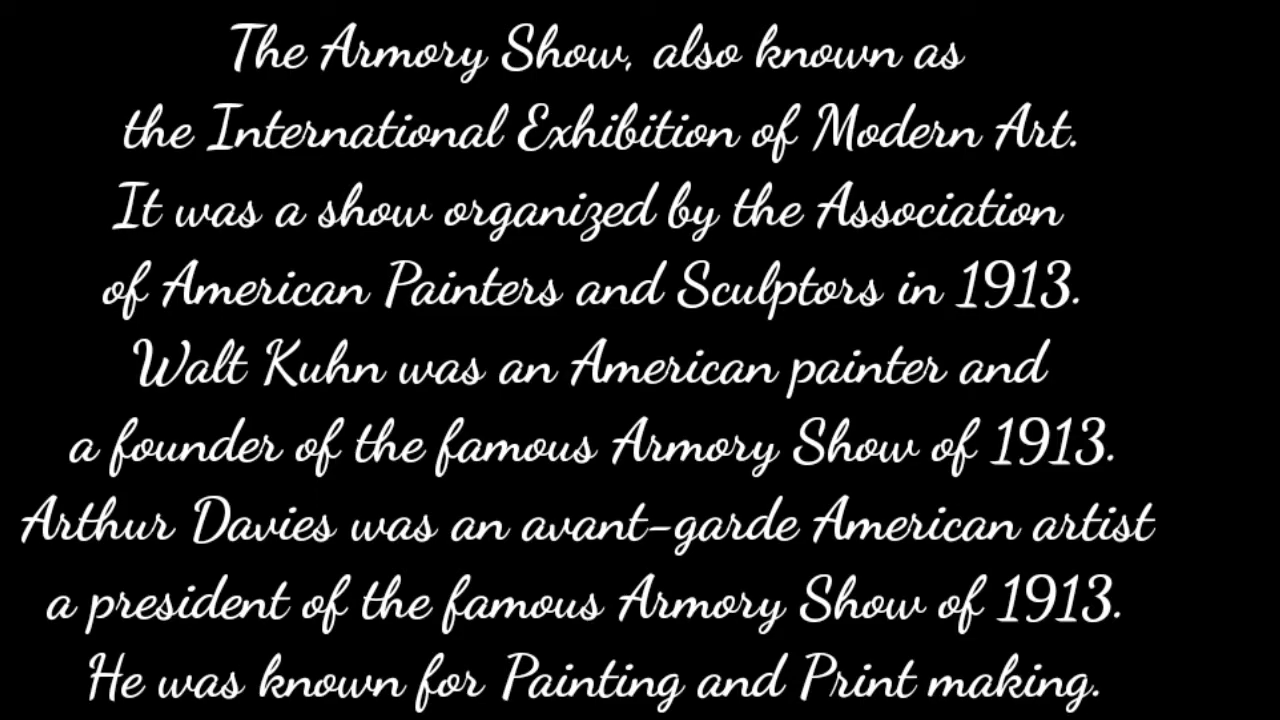 The Armory Show, also known as
the International Exhibition of Modern Art.
It was a show organized by the Association
of American Painters and Sculptors in 1913.
Walt Kuhn was an American painter and
a founder of the famous Armory Show of 1913.
Arthur Davies was an avant-garde American artist
a president of the famous Armory Show of 1913.
He was known for Painting and Print making.